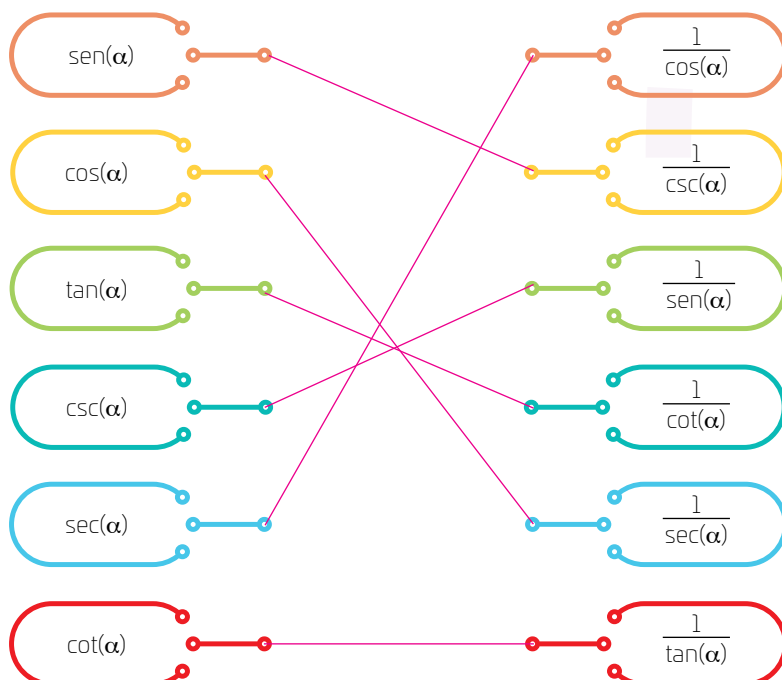 sen(α)
1
cos(α)
cos(α)
1
csc(α)
tan(α)
1
sen(α)
csc(α)
1
cot(α)
sec(α)
1
sec(α)
cot(α)
1
tan(α)